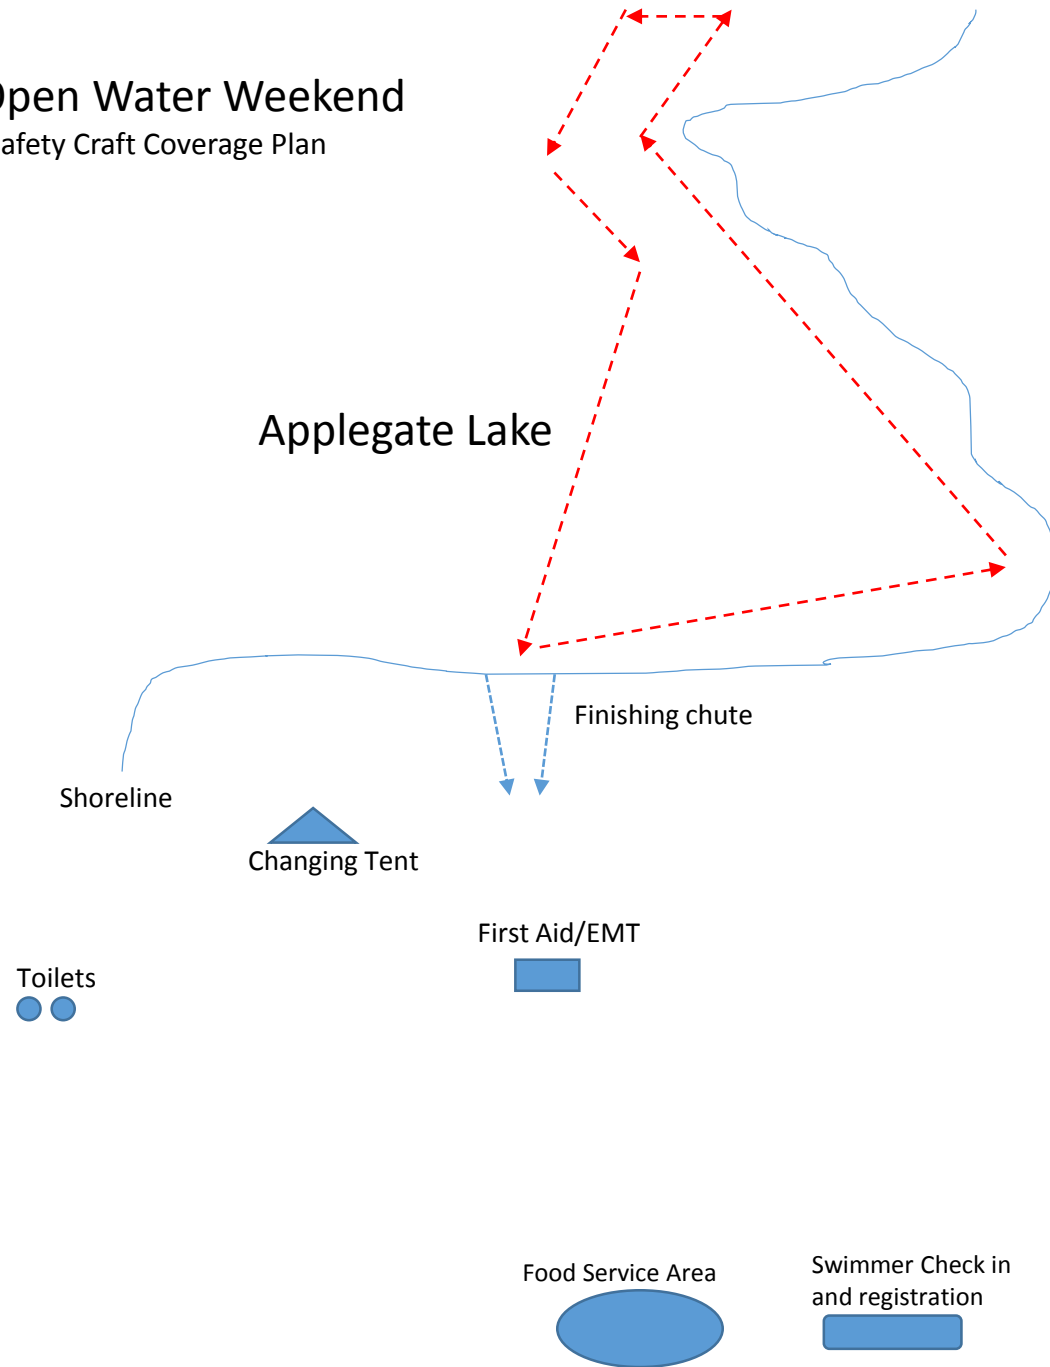 Open Water Weekend
afety Craft Coverage Plan
Applegate Lake
Finishing chute
Shoreline
Changing Tent
First Aid/EMT
Toilets
Food Service Area
Swimmer Check in
and registration